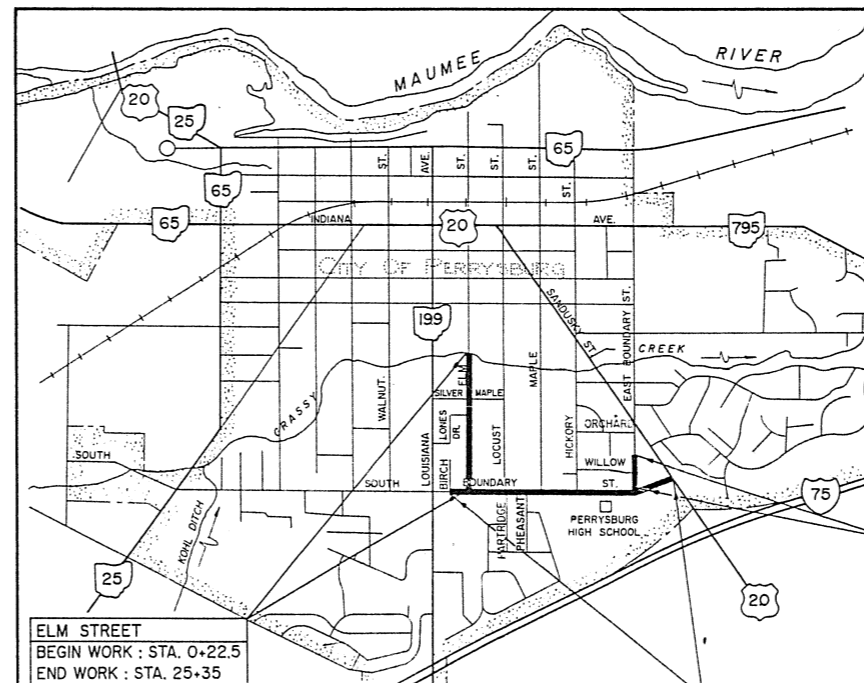 MAUMEE
RIVER
20
25
65
65
65
ST.
AVE.
ST.
ST.
ST.
ST.
INDIANA
20
AVE.
795
CITY OF PERRYSBURG
SANDUSKY ST.
EAST BOUNDARY ST.
199
GRASSY
CREEK
WALNUT
ELM
SILVER MAPLE
MAPLE
LONES
DR.
LOCUST
HICKORY
ORCHARD
LOUISIANA
BIRCH
WILLOW
SOUTH
SOUTH BOUNDARY ST.
75
PARTRIDGE
PHEASANT
PERRYSBURG
HIGH SCHOOL
KOHL DITCH
25
20
ELM STREET
BEGIN WORK : STA. 0+22.5
END WORK : STA. 25+35